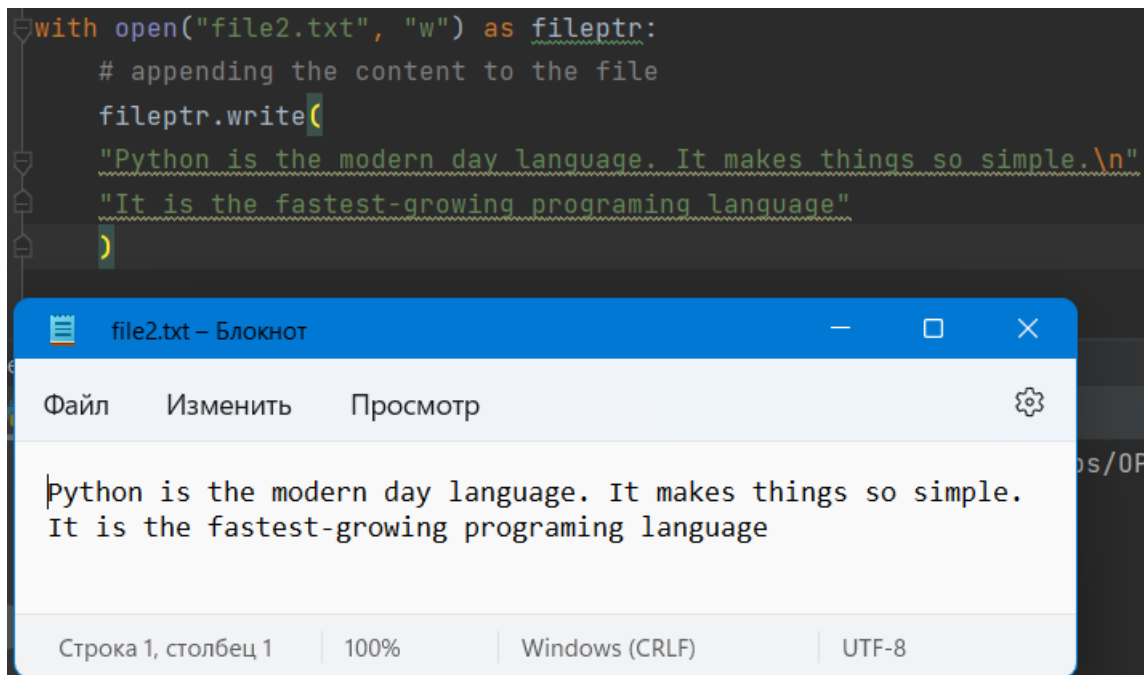 with open("file2.txt", "w") as fileptr:
# appending the content to the file
fileptr.write(
"Python is the modern day language. It makes things so simple.\n"
"It is the fastest-growing programing language"
)
file2.txt – Блокнот
Файл Изменить Просмотр
Python is the modern day language. It makes things so simple.
It is the fastest-growing programing language
Строка 1, столбец 1 100% Windows (CRLF) UTF-8